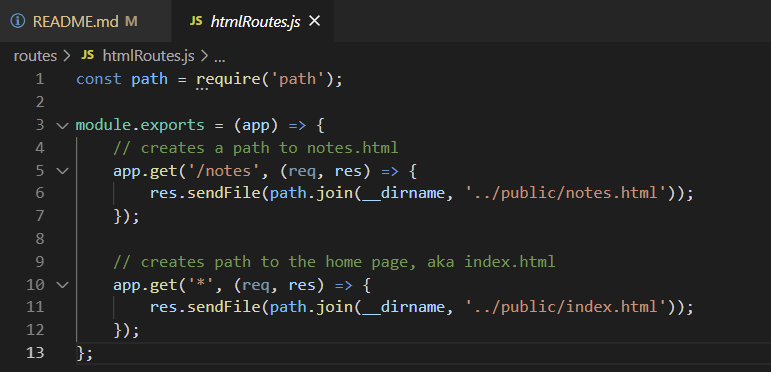 README.md M JS htmlRoutes.js ×
routes > JS htmlRoutes.js > ...
1 const path = require('path');
2
3 module.exports = (app) => {
4 // creates a path to notes.html
5 app.get('/notes', (req, res) => {
6 res.sendFile(path.join(__dirname, '../public/notes.html'));
7 });
8
9 // creates path to the home page, aka index.html
10 app.get('*', (req, res) => {
11 res.sendFile(path.join(__dirname, '../public/index.html'));
12 });
13 };